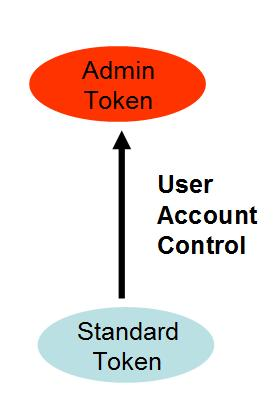 Admin
Token
User
Account
Control
Standard
Token